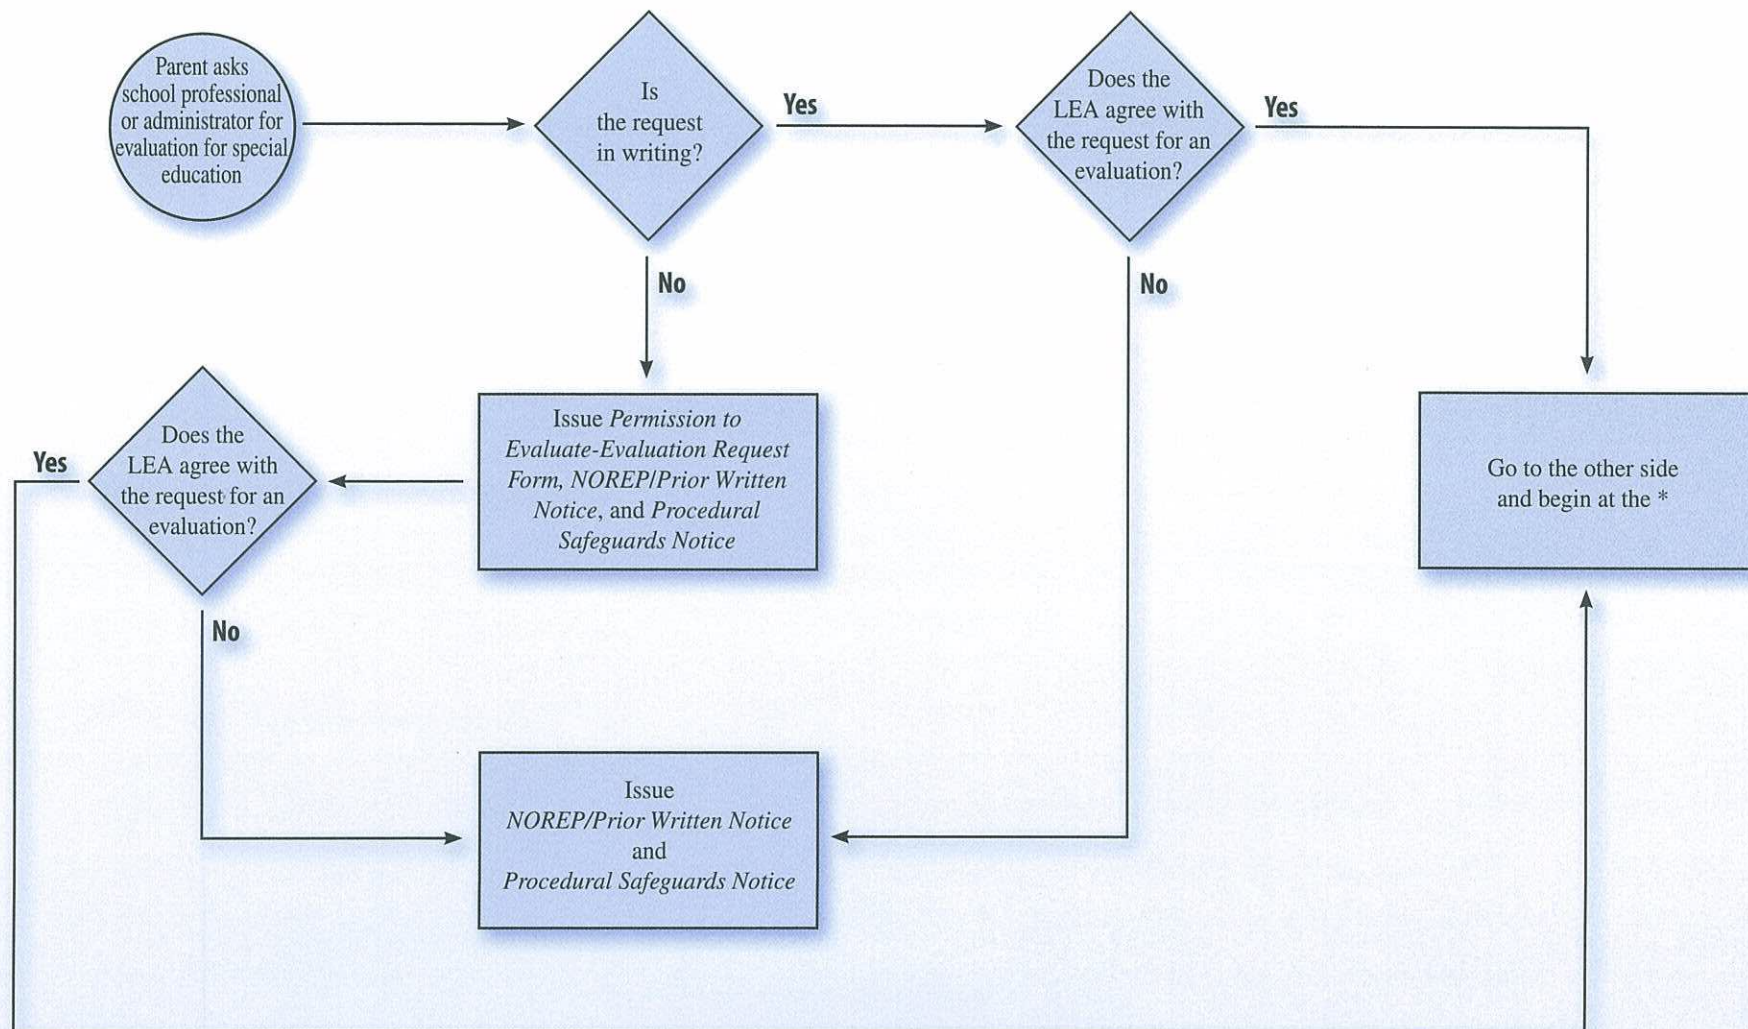 Parent asks
school professional
or administrator for
evaluation for special
education
Is
the request
in writing?
Yes
Does the
LEA agree with
the request for an
evaluation?
Yes
No
No
Does the
LEA agree with
the request for an
evaluation?
Yes
Issue Permission to
Evaluate-Evaluation Request
Form, NOREP/Prior Written
Notice, and Procedural
Safeguards Notice
Go to the other side
and begin at the *
No
Issue
NOREP/Prior Written Notice
and
Procedural Safeguards Notice